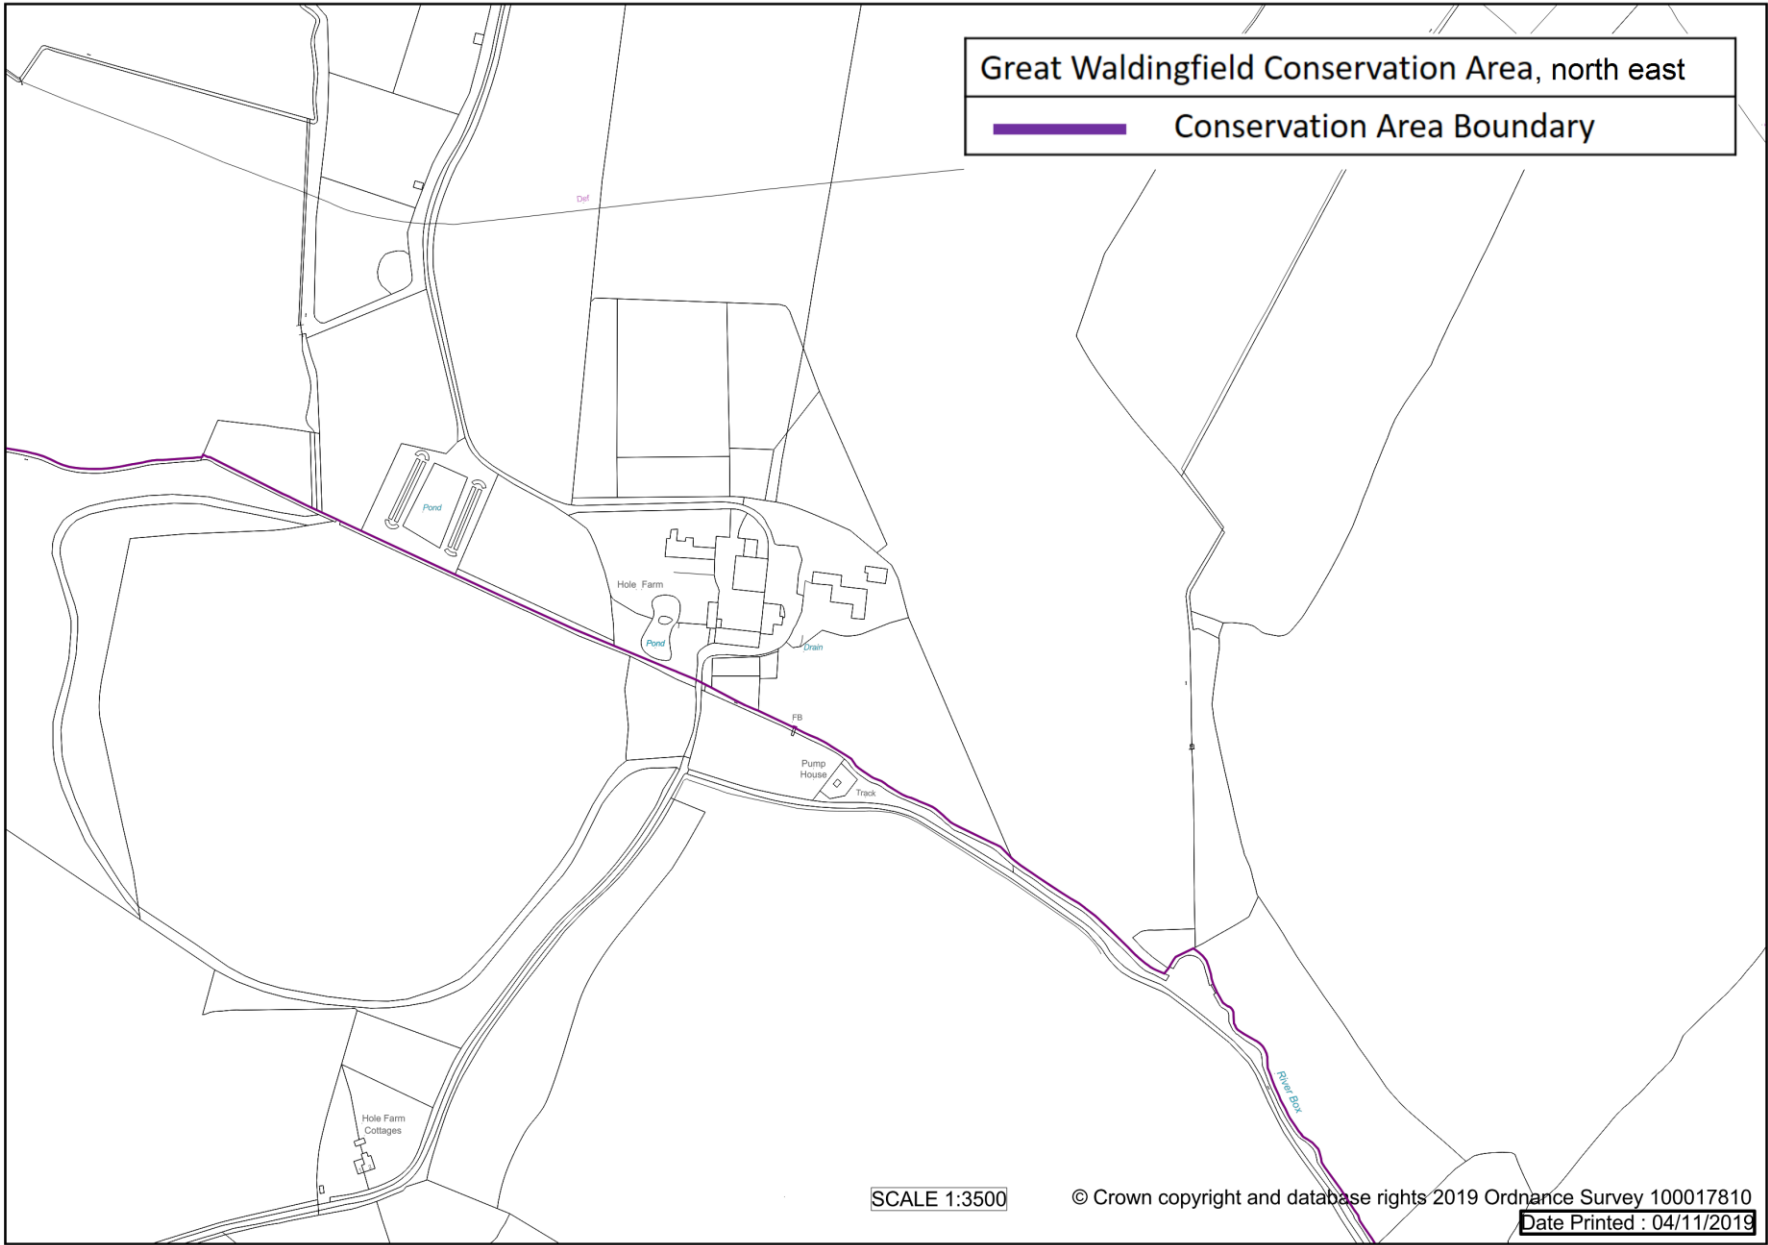 Great Waldingfield Conservation Area, north east
Conservation Area Boundary
Def
Pond
Hole Farm
Pond
Drain
FB
Pump
House
Track
River Box
Hole Farm
Cottages
SCALE 1:3500
© Crown copyright and database rights 2019 Ordnance Survey 100017810
Date Printed : 04/11/2019